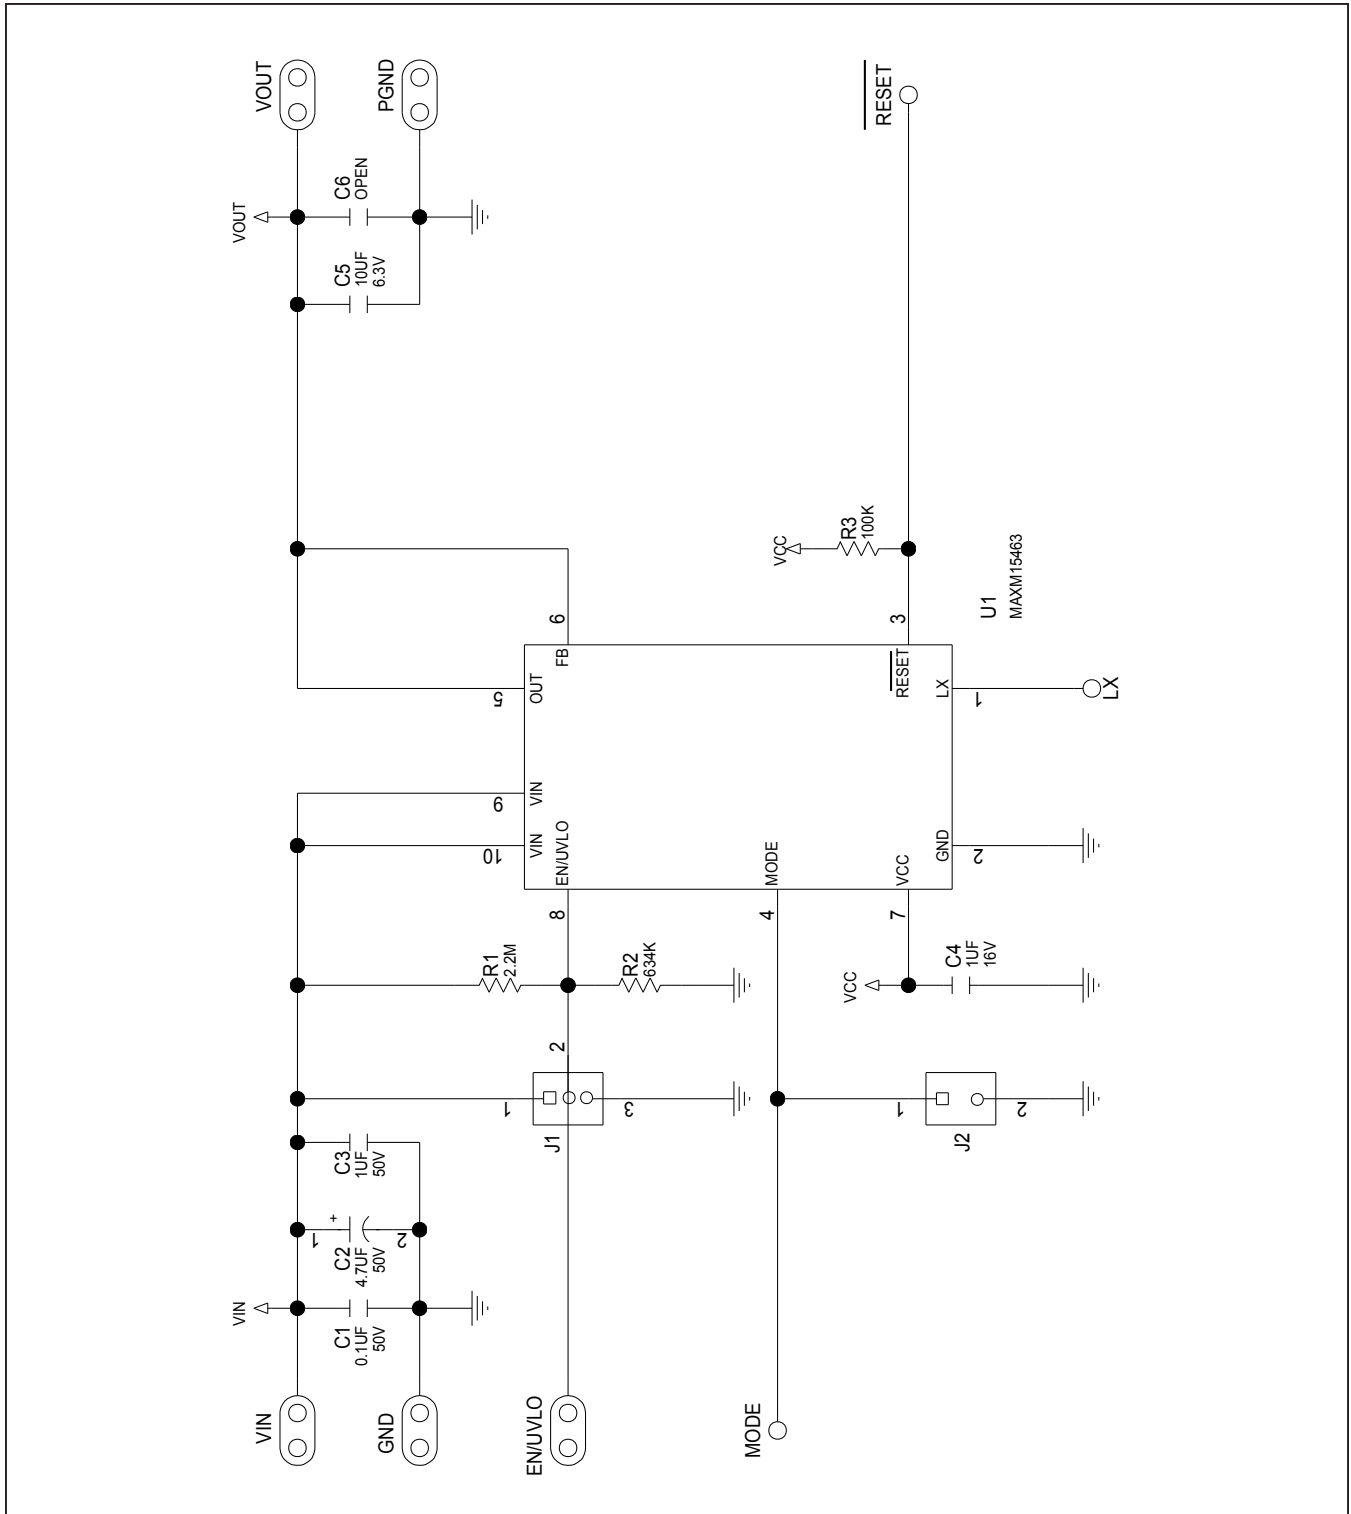 VIN
VIN
C1
0.1UF
50V
GND
C2
4.7UF
50V
+
1
2
C3
1UF
50V
VOUT
VOUT
C5
10UF
6.3V
C6
OPEN
PGND
EN/UVLO
J1
1
2
3
R1
2.2M
R2
634K
8
EN/UVLO
10
VIN
9
VIN
5
OUT
6
FB
MODE
4
MODE
J2
1
2
VCC
C4
1UF
16V
7
VCC
2
GND
1
LX
LX
3
RESET
VCC
R3
100K
RESET
U1
MAXM15463